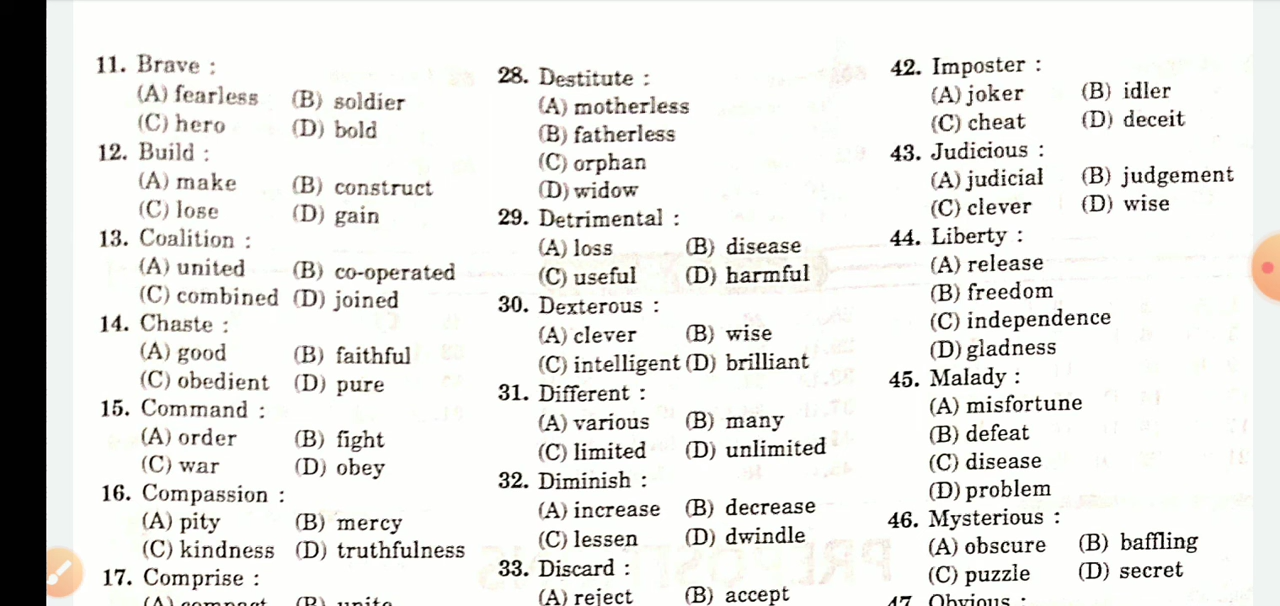 11. Brave :
(A) fearless (B) soldier
(C) hero (D) bold
12. Build :
(A) make (B) construct
(C) lose (D) gain
13. Coalition :
(A) united (B) co-operated
(C) combined (D) joined
14. Chaste :
(A) good (B) faithful
(C) obedient (D) pure
15. Command :
(A) order (B) fight
(C) war (D) obey
16. Compassion :
(A) pity (B) mercy
(C) kindness (D) truthfulness
17. Comprise :
(A) compact (B) unite
28. Destitute :
(A) motherless
(B) fatherless
(C) orphan
(D) widow
29. Detrimental :
(A) loss (B) disease
(C) useful (D) harmful
30. Dexterous :
(A) clever (B) wise
(C) intelligent (D) brilliant
31. Different :
(A) various (B) many
(C) limited (D) unlimited
32. Diminish :
(A) increase (B) decrease
(C) lessen (D) dwindle
33. Discard :
(A) reject (B) accept
42. Imposter :
(A) joker (B) idler
(C) cheat (D) deceit
43. Judicious :
(A) judicial (B) judgement
(C) clever (D) wise
44. Liberty :
(A) release
(B) freedom
(C) independence
(D) gladness
45. Malady :
(A) misfortune
(B) defeat
(C) disease
(D) problem
46. Mysterious :
(A) obscure (B) baffling
(C) puzzle (D) secret
47. Obvious :